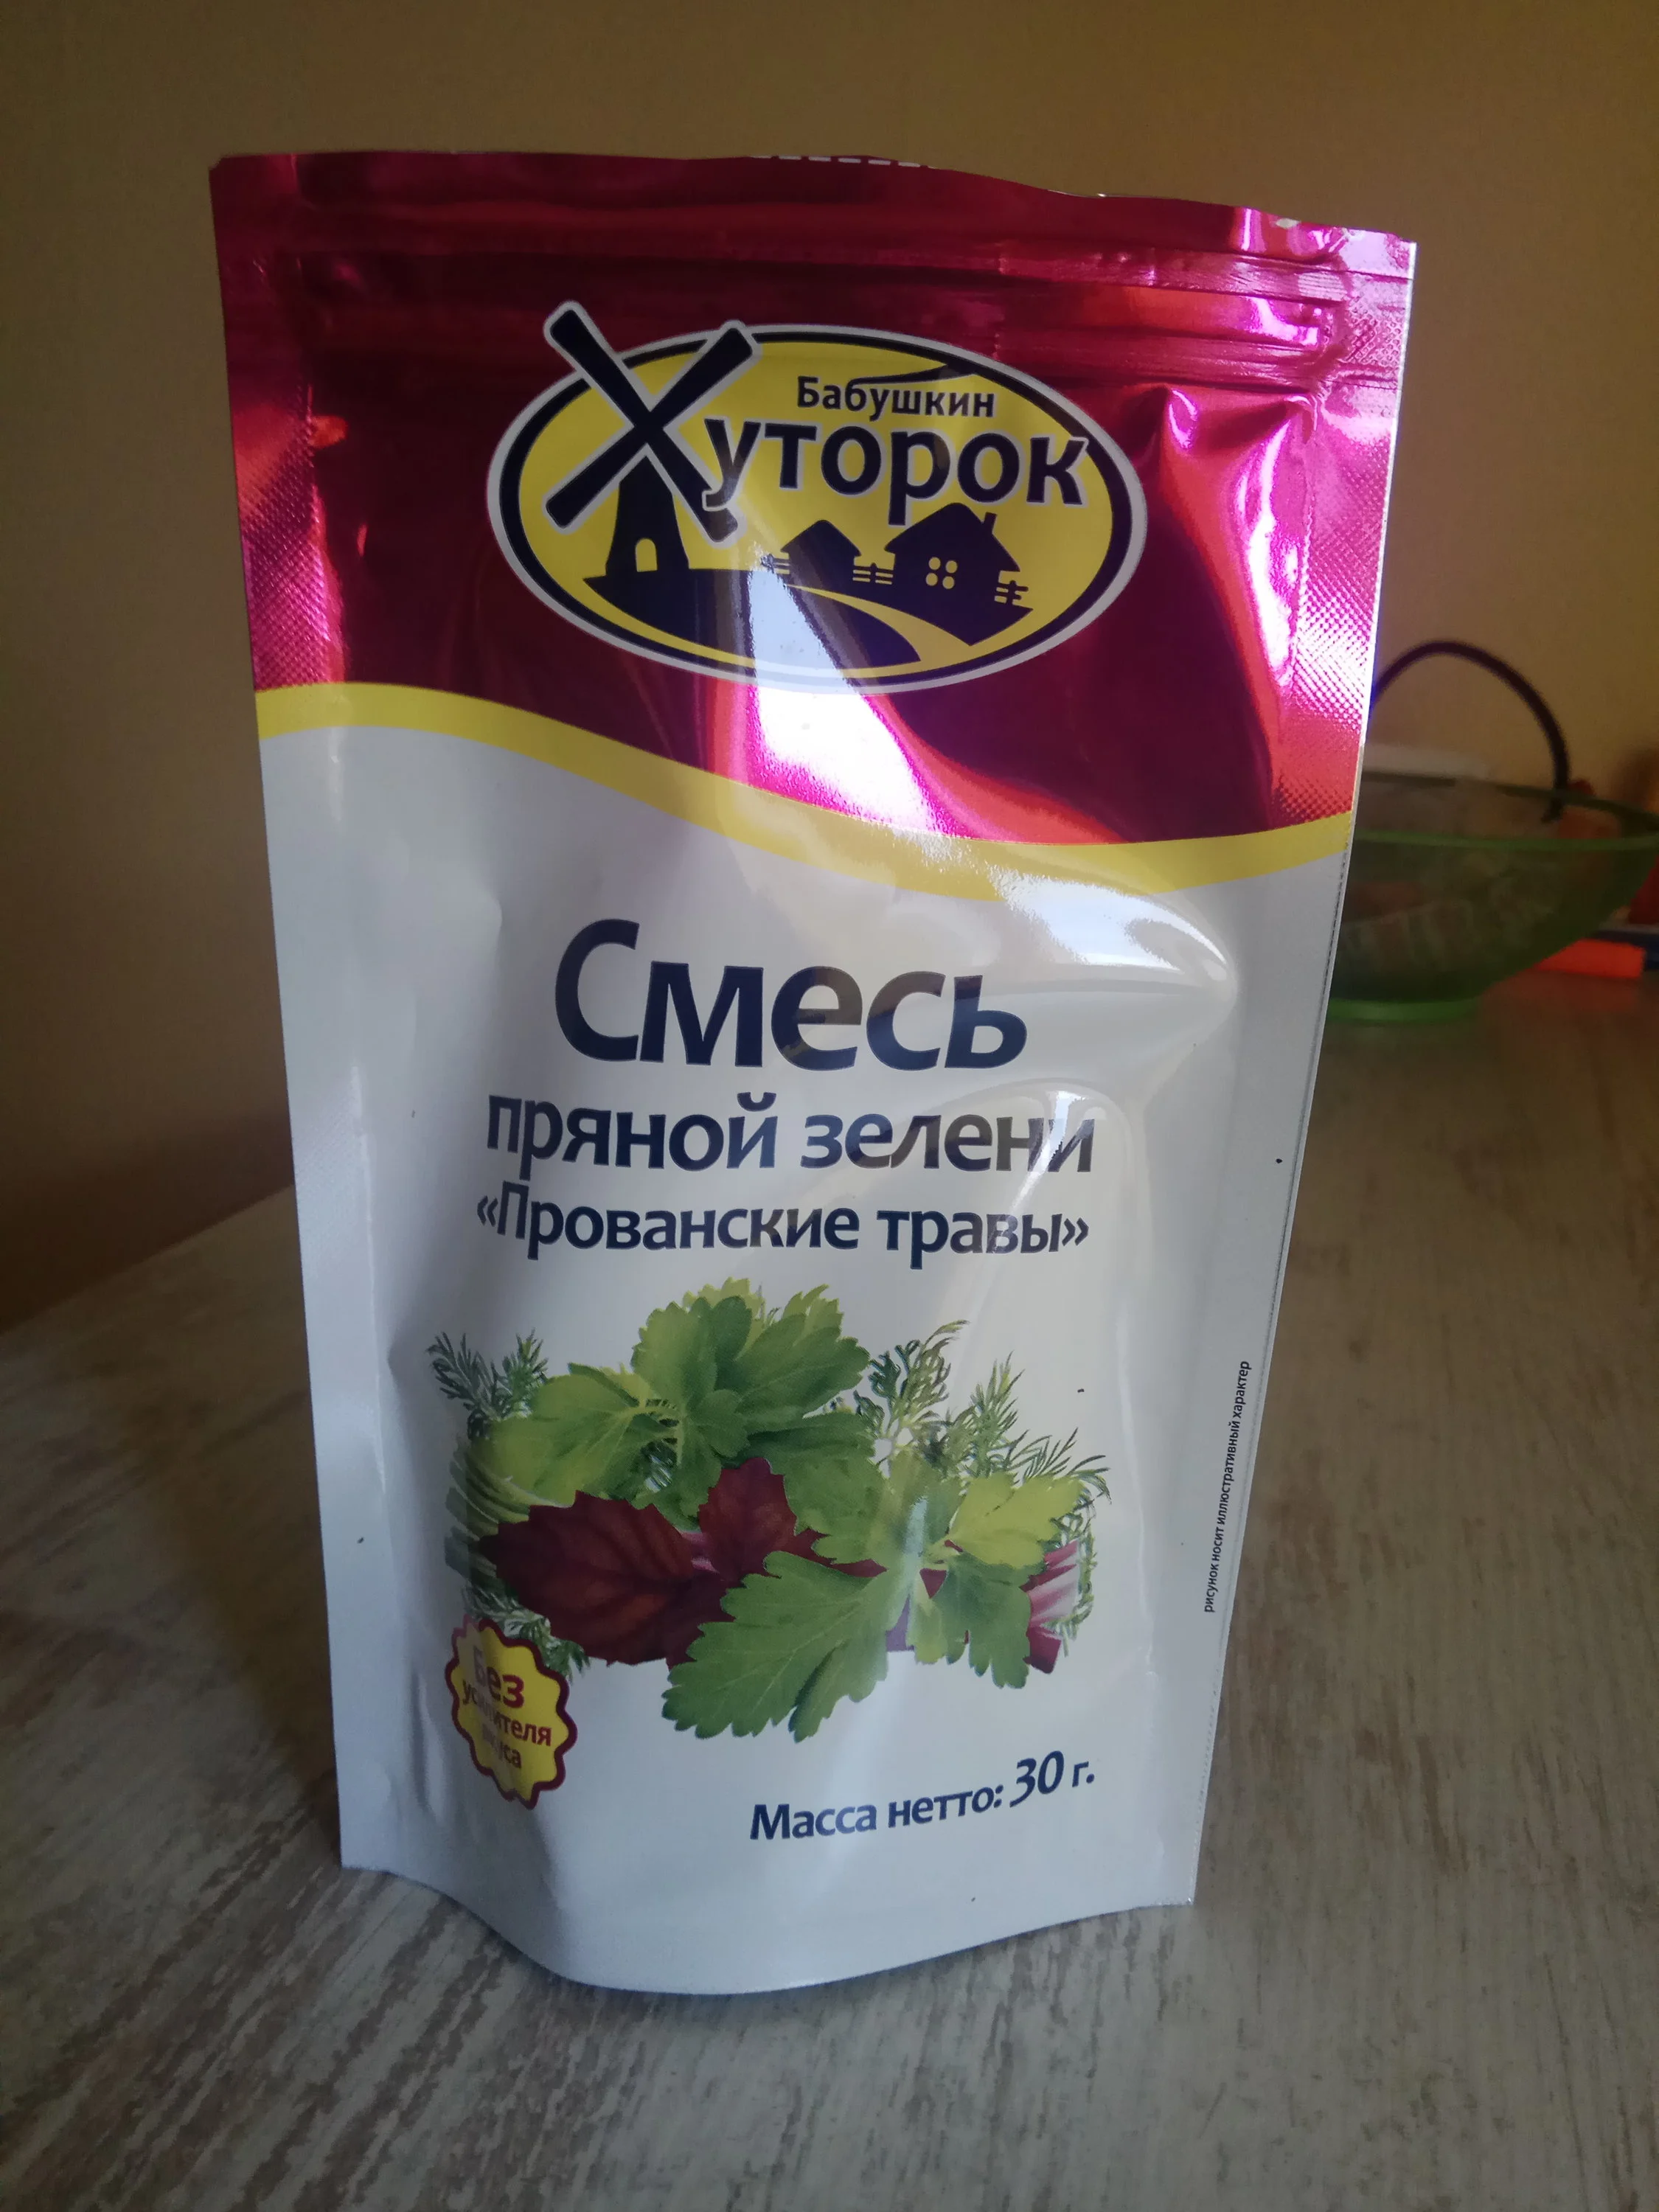 Бабушкин
Хуторок
Смесь
пряной зелени
«Прованские травы»
рисунок носит иллюстративный характер
Без
усилителя
вкуса
Масса нетто: 30 г.